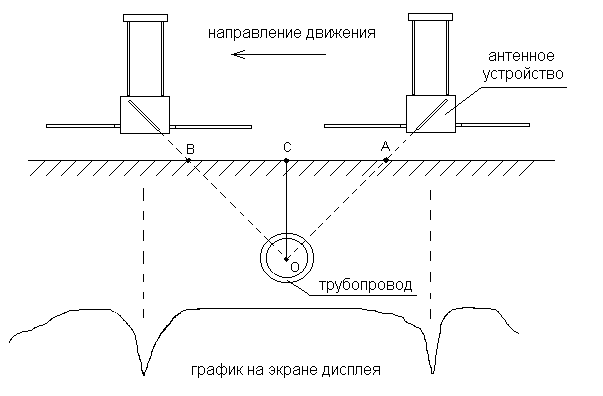 направление движения
антенное
устройство
B
C
A
O
трубопровод
график на экране дисплея